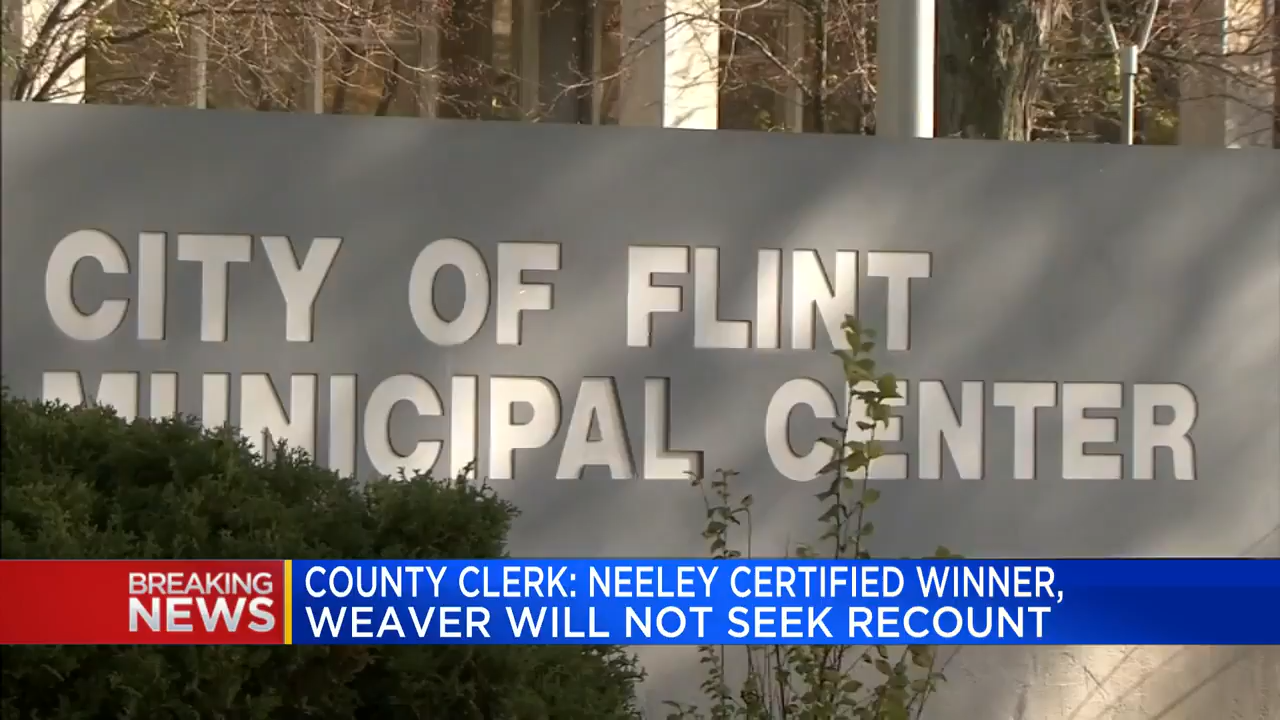 CITY OF FLINT
MUNICIPAL CENTER
BREAKING
NEWS
COUNTY CLERK: NEELEY CERTIFIED WINNER,
WEAVER WILL NOT SEEK RECOUNT